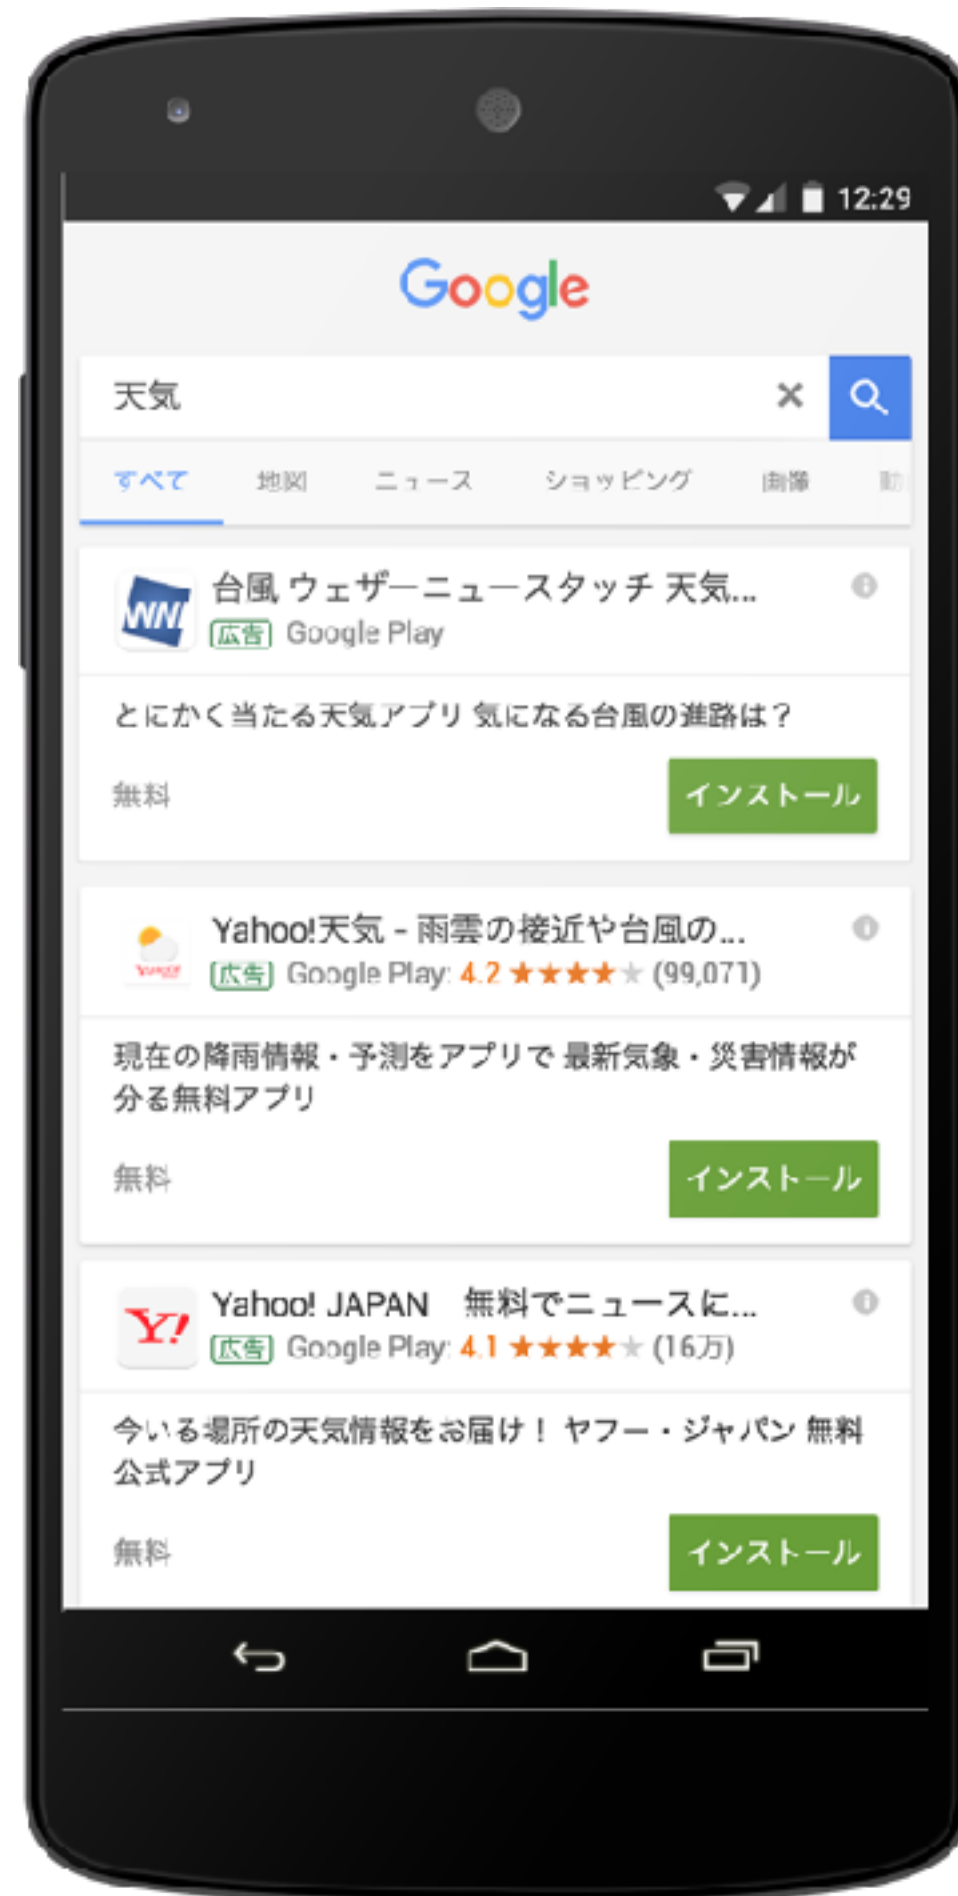 12:29
Google
天気
すべて 地図 ニュース ショッピング 画像 動
WNI
台風 ウェザーニュースタッチ 天気...
広告 Google Play
とにかく当たる天気アプリ 気になる台風の進路は？
無料
インストール
Yahoo!天気 - 雨雲の接近や台風の...
広告 Google Play: 4.2 ★★★★★ (99,071)
現在の降雨情報・予測をアプリで 最新気象・災害情報が
分る無料アプリ
無料
インストール
Y!
Yahoo! JAPAN　無料でニュースに...
広告 Google Play: 4.1 ★★★★★ (16万)
今いる場所の天気情報をお届け！ ヤフー・ジャパン 無料
公式アプリ
無料
インストール